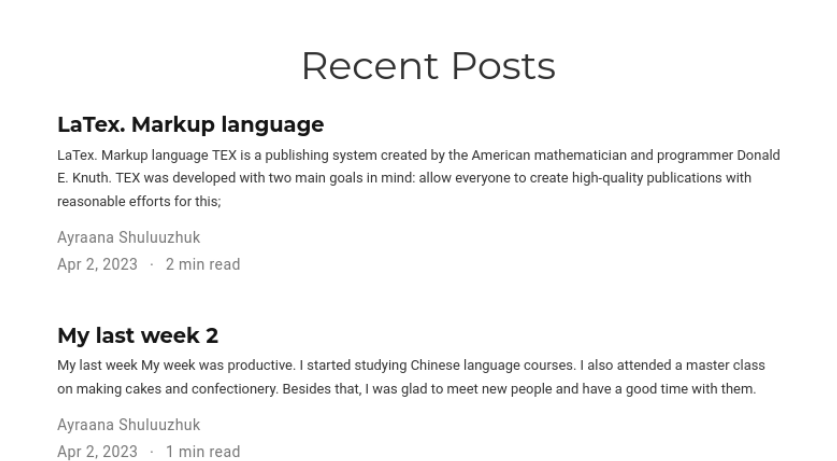 Recent Posts
LaTex. Markup language
LaTex. Markup language TEX is a publishing system created by the American mathematician and programmer Donald
E. Knuth. TEX was developed with two main goals in mind: allow everyone to create high-quality publications with
reasonable efforts for this;
Ayraana Shuluuzhuk
Apr 2, 2023 · 2 min read
My last week 2
My last week My week was productive. I started studying Chinese language courses. I also attended a master class
on making cakes and confectionery. Besides that, I was glad to meet new people and have a good time with them.
Ayraana Shuluuzhuk
Apr 2, 2023 · 1 min read